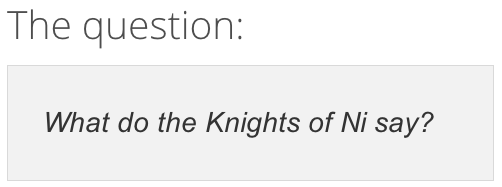 The question:
What do the Knights of Ni say?